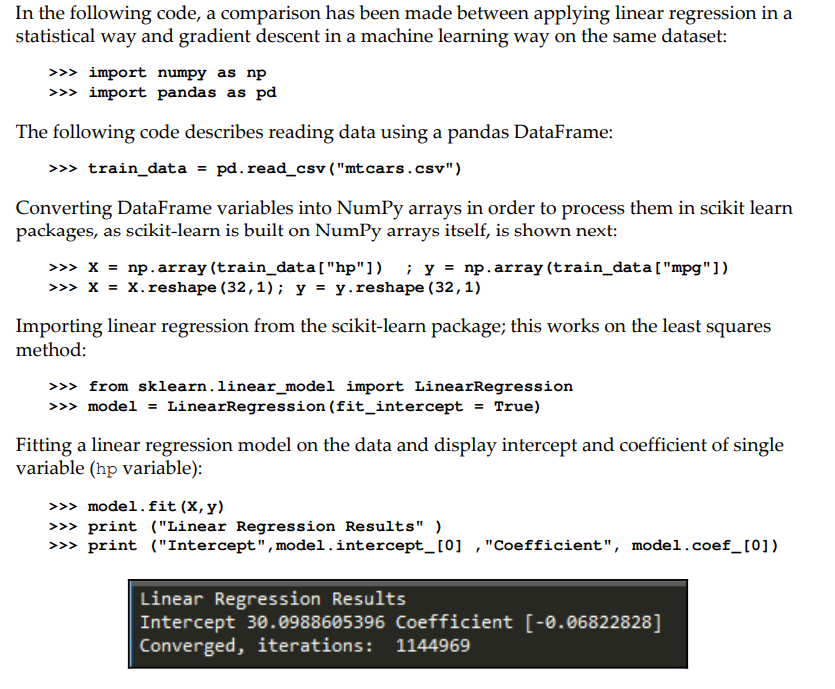 In the following code, a comparison has been made between applying linear regression in a
statistical way and gradient descent in a machine learning way on the same dataset:
>>> import numpy as np
>>> import pandas as pd
The following code describes reading data using a pandas DataFrame:
>>> train_data = pd.read_csv("mtcars.csv")
Converting DataFrame variables into NumPy arrays in order to process them in scikit learn
packages, as scikit-learn is built on NumPy arrays itself, is shown next:
>>> X = np.array(train_data["hp"])  ; y = np.array(train_data["mpg"])
>>> X = X.reshape(32,1); y = y.reshape(32,1)
Importing linear regression from the scikit-learn package; this works on the least squares
method:
>>> from sklearn.linear_model import LinearRegression
>>> model = LinearRegression(fit_intercept = True)
Fitting a linear regression model on the data and display intercept and coefficient of single
variable (hp variable):
>>> model.fit(X,y)
>>> print ("Linear Regression Results" )
>>> print ("Intercept",model.intercept_[0] ,"Coefficient", model.coef_[0])
Linear Regression Results
Intercept 30.0988605396 Coefficient [-0.06822828]
Converged, iterations:  1144969